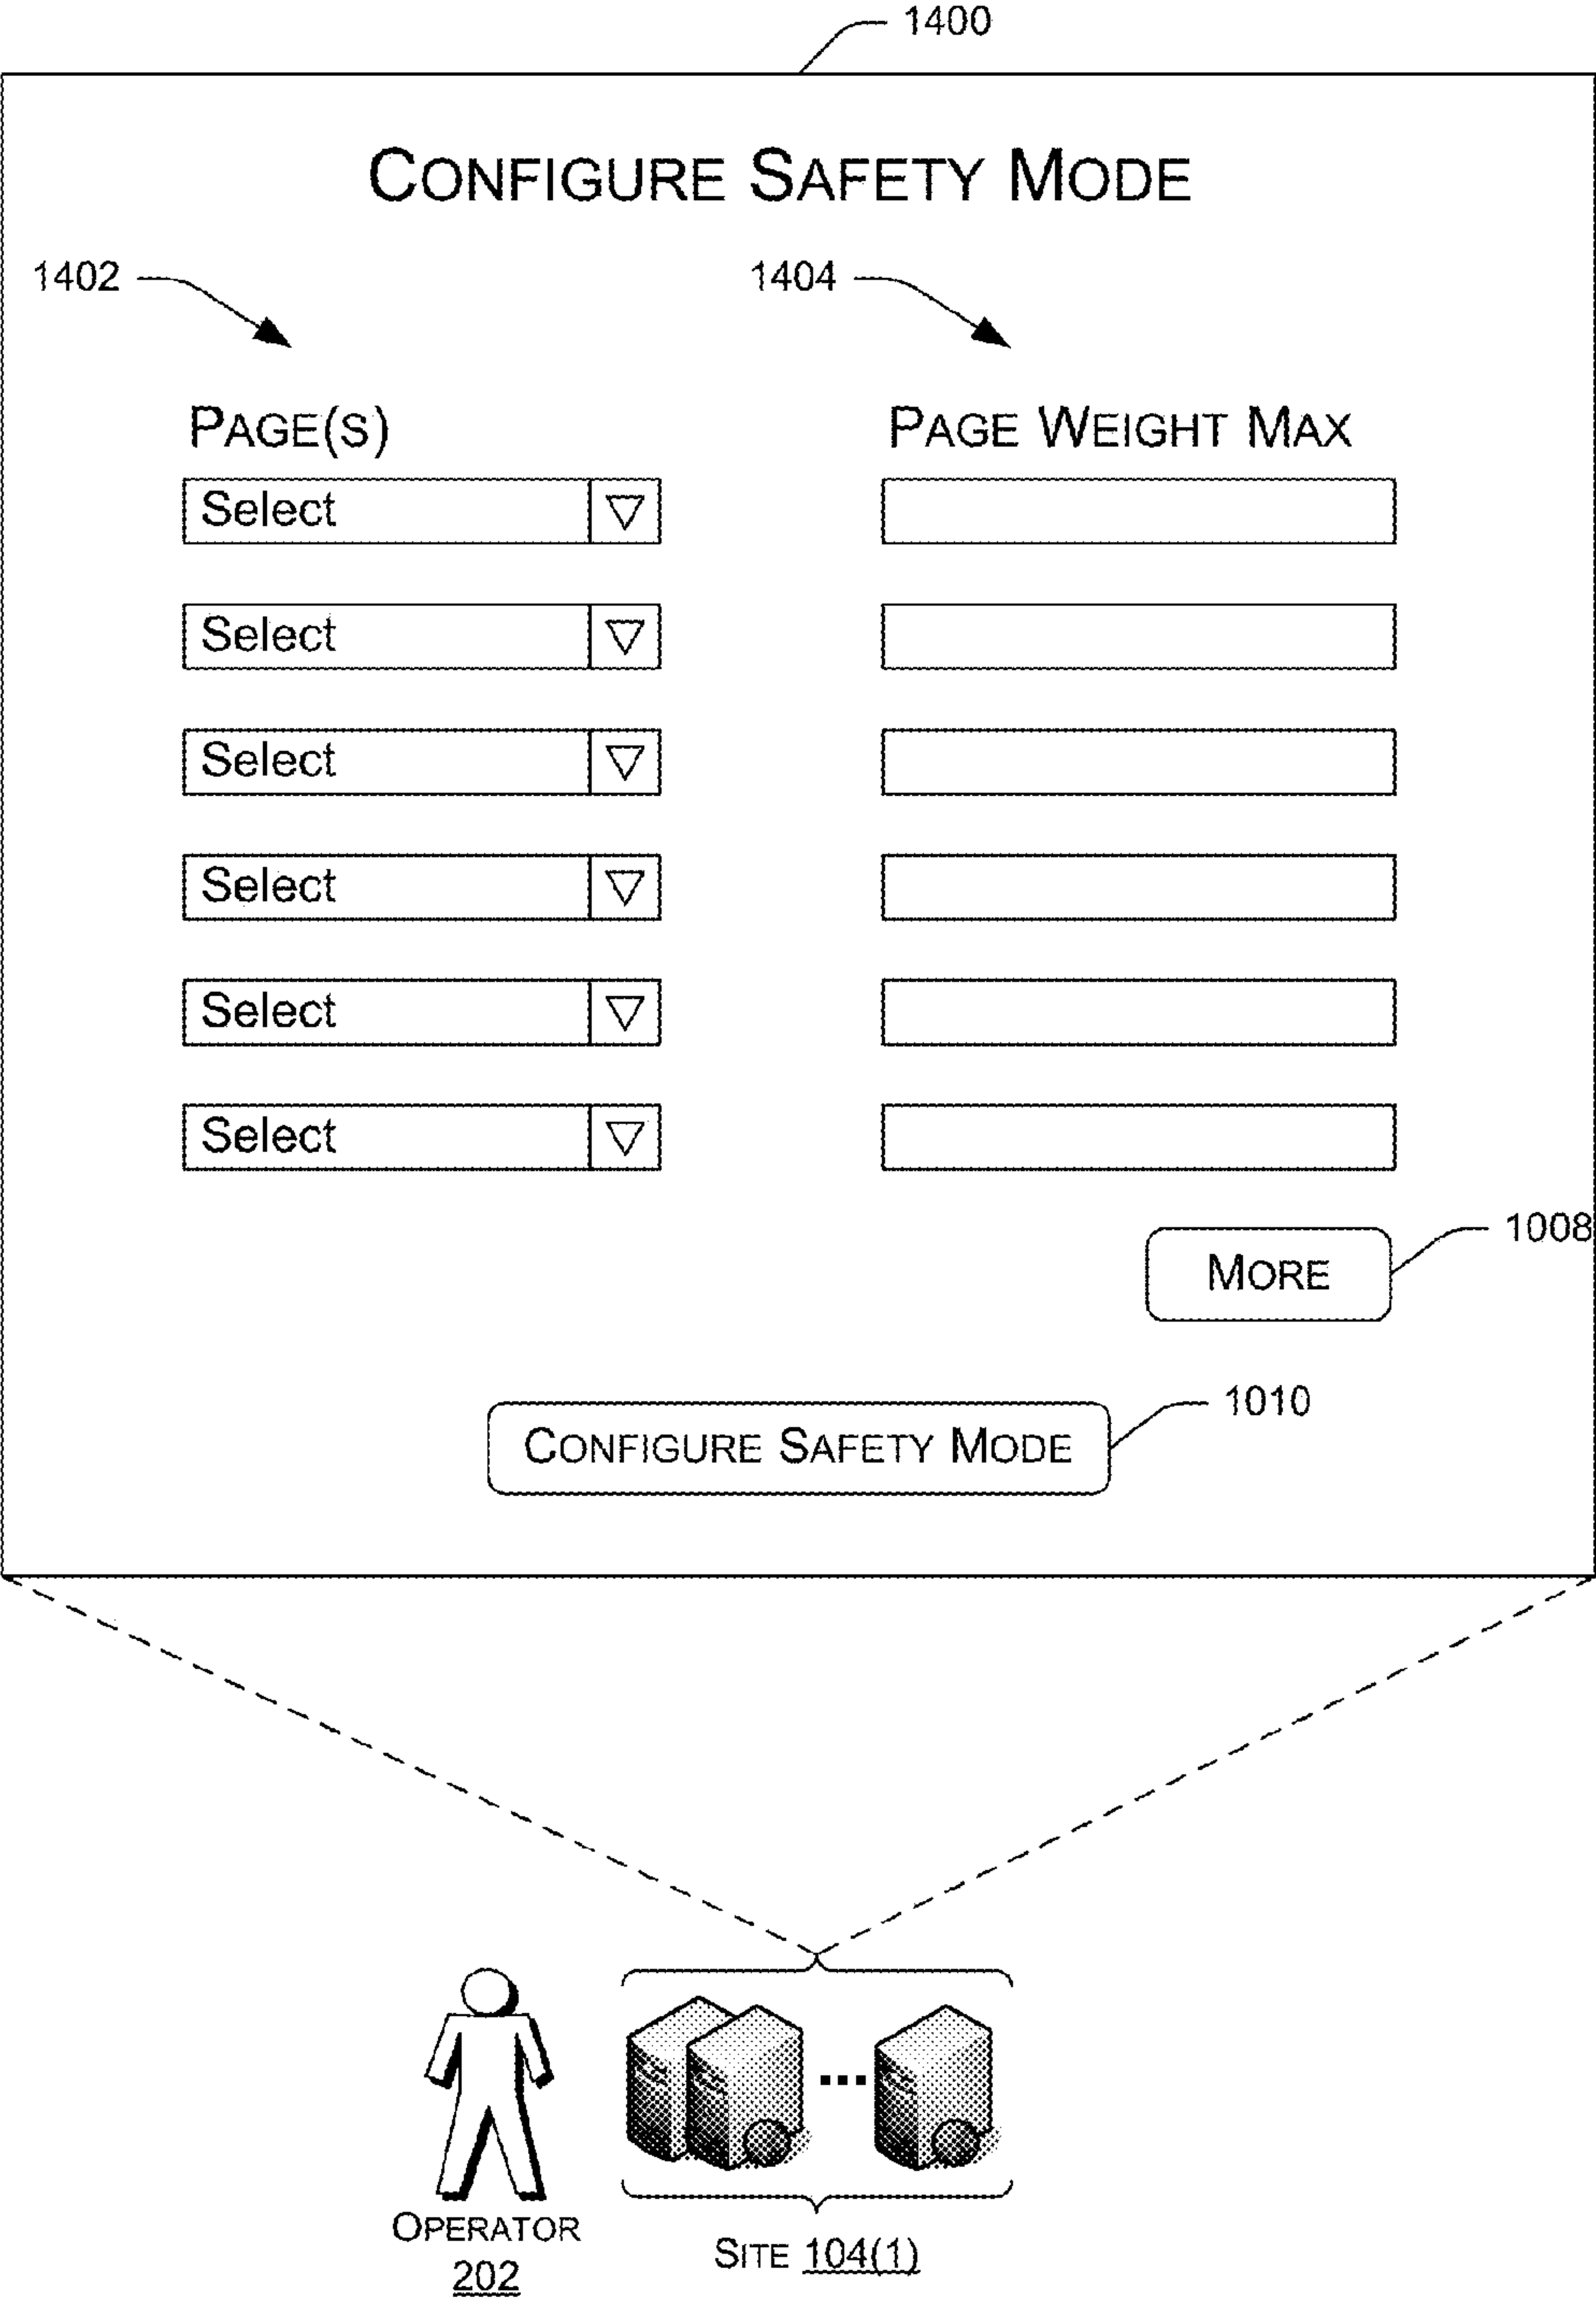 1400
CONFIGURE SAFETY MODE
1402 1404
PAGE(S) PAGE WEIGHT MAX
Select
Select
Select
Select
Select
Select
1008
MORE
1010
CONFIGURE SAFETY MODE
OPERATOR
202
SITE 104(1)